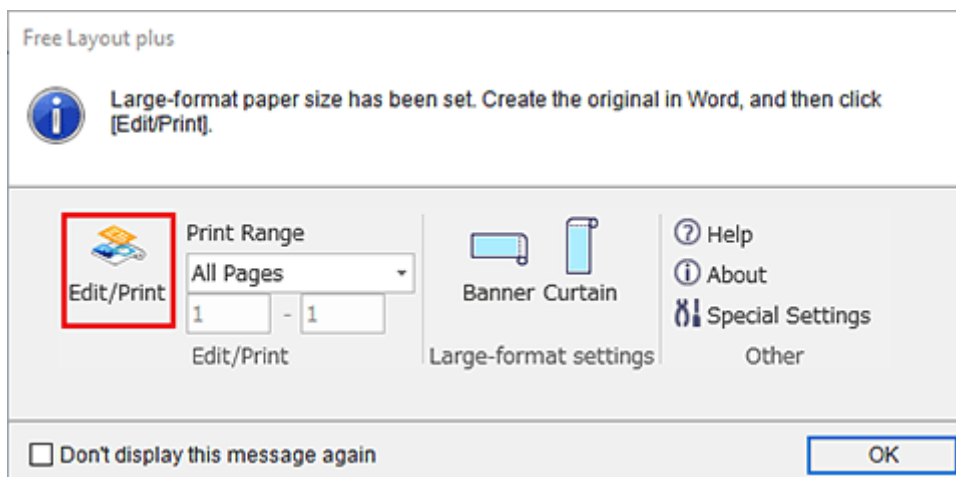 Free Layout plus
Large-format paper size has been set. Create the original in Word, and then click
[Edit/Print].
Edit/Print
Print Range
All Pages
1 - 1
Edit/Print
Banner Curtain
Large-format settings
Help
About
Special Settings
Other
Don't display this message again
OK